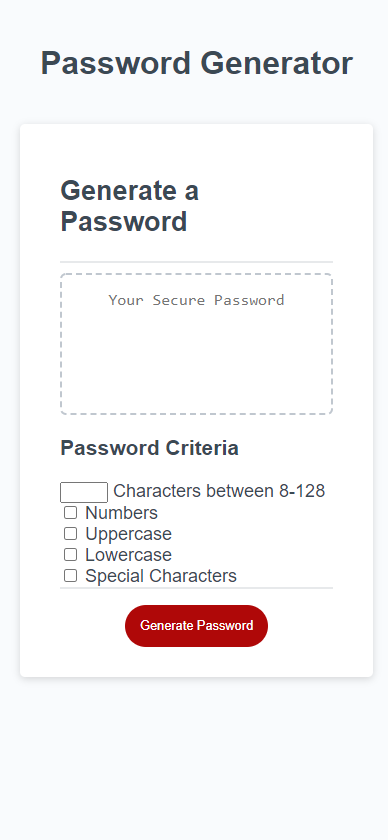 Password Generator
Generate a
Password
Your Secure Password
Password Criteria
Characters between 8-128
Numbers
Uppercase
Lowercase
Special Characters
Generate Password